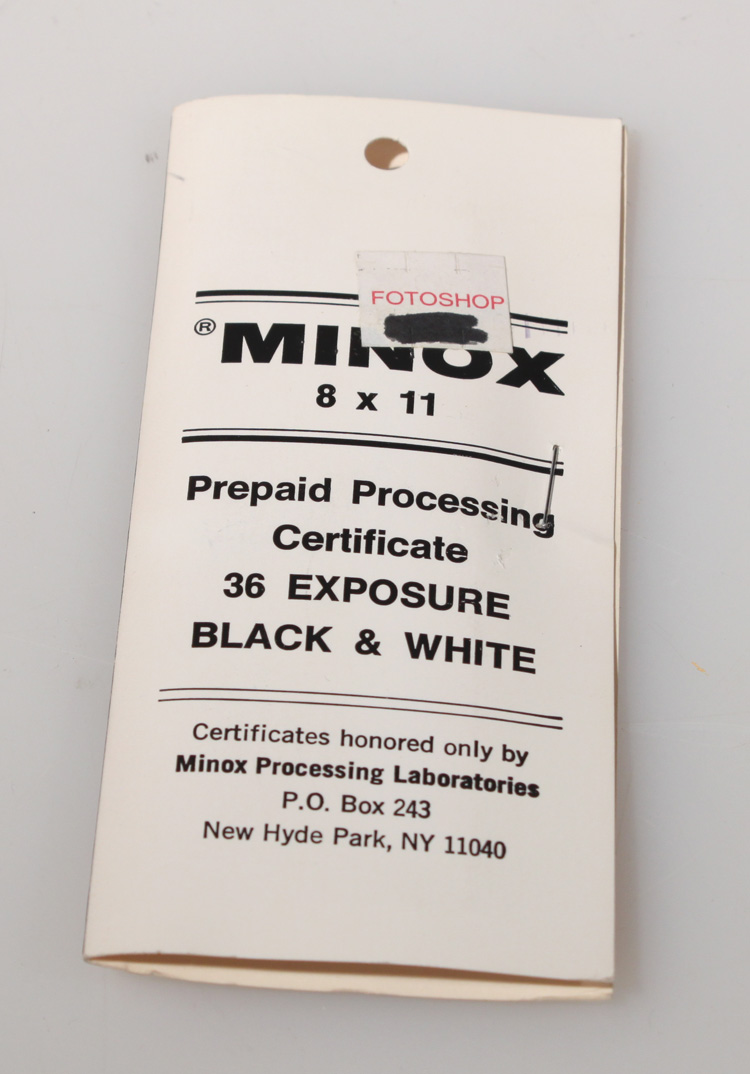 FOTOSHOP
® MINOX
8 x 11
Prepaid Processing
Certificate
36 EXPOSURE
BLACK & WHITE
Certificates honored only by
Minox Processing Laboratories
P.O. Box 243
New Hyde Park, NY 11040